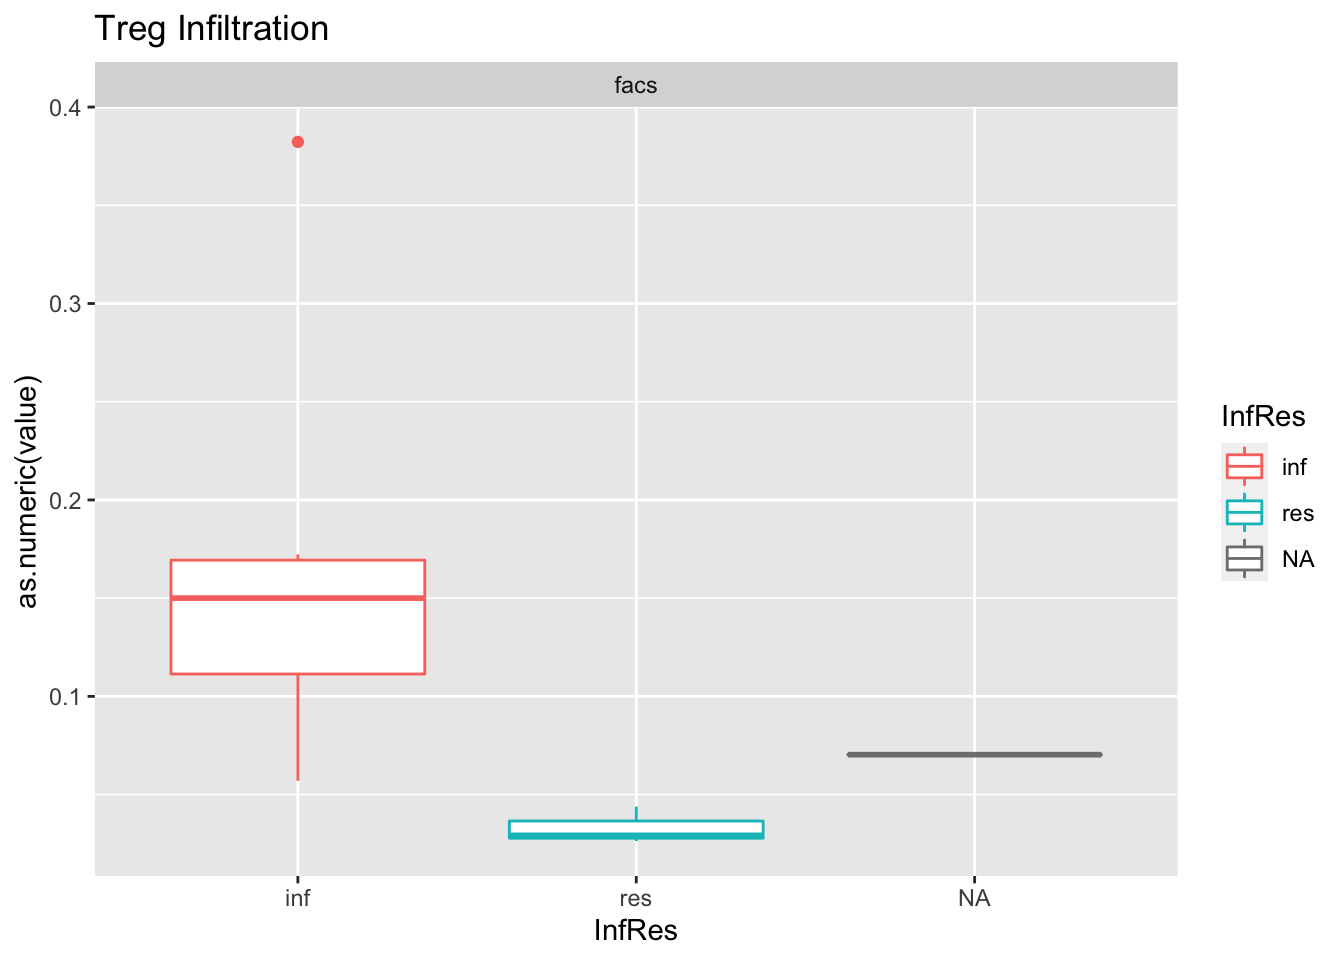 Treg Infiltration
facs
0.4
0.3
0.2
0.1
as.numeric(value)
inf
res
NA
InfRes
InfRes
inf
res
NA